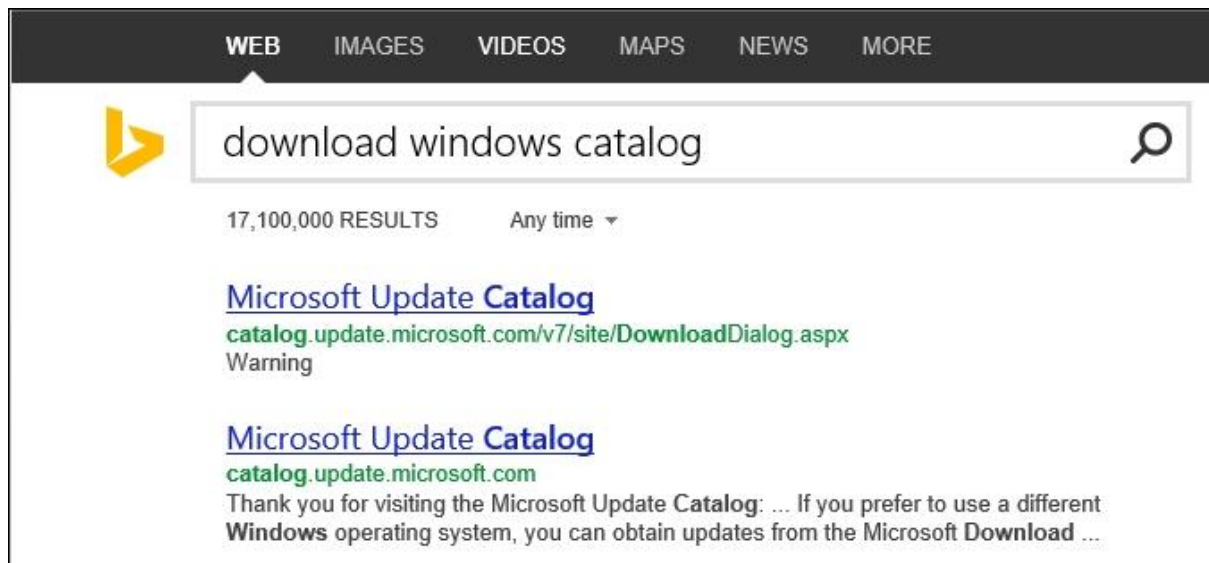 WEB IMAGES VIDEOS MAPS NEWS MORE
download windows catalog
17,100,000 RESULTS Any time
Microsoft Update Catalog
catalog.update.microsoft.com/v7/site/DownloadDialog.aspx
Warning
Microsoft Update Catalog
catalog.update.microsoft.com
Thank you for visiting the Microsoft Update Catalog: ... If you prefer to use a different
Windows operating system, you can obtain updates from the Microsoft Download ...